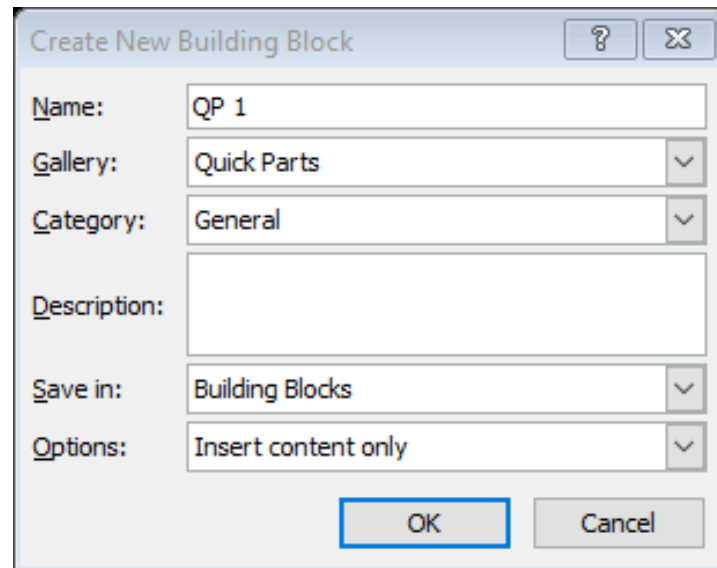 Create New Building Block
Name: QP 1
Gallery: Quick Parts
Category: General
Description:
Save in: Building Blocks
Options: Insert content only
OK Cancel